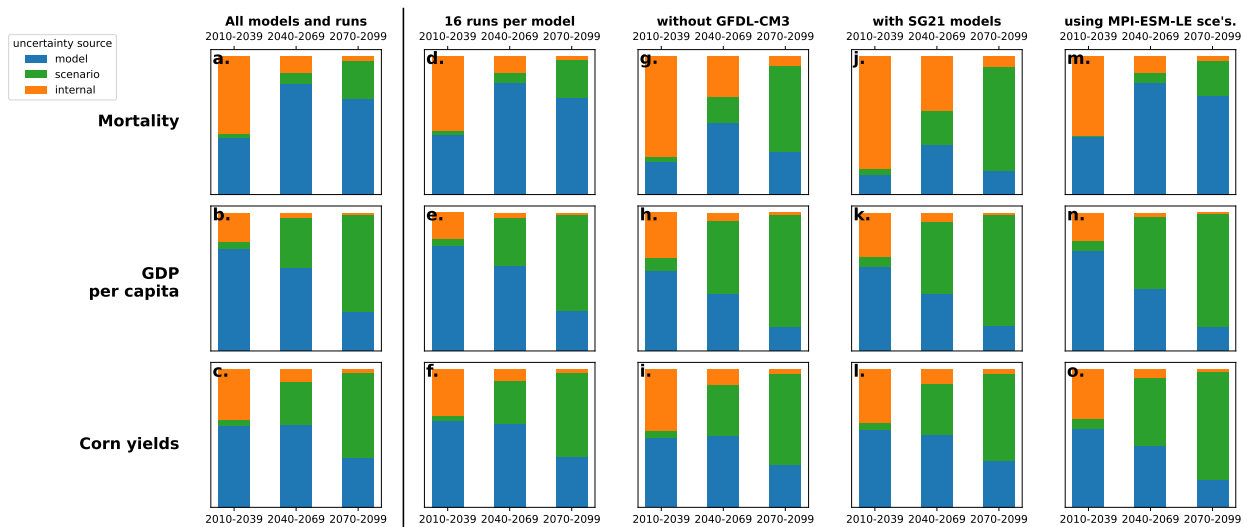 All models and runs
16 runs per model
without GFDL-CM3
with SG21 models
using MPI-ESM-LE sce's.
2010-2039 2040-2069 2070-2099
2010-2039 2040-2069 2070-2099
2010-2039 2040-2069 2070-2099
2010-2039 2040-2069 2070-2099
2010-2039 2040-2069 2070-2099
uncertainty source
model
scenario
internal
Mortality
a.
d.
g.
j.
m.
GDP
per capita
b.
e.
h.
k.
n.
Corn yields
c.
f.
i.
l.
o.
2010-2039 2040-2069 2070-2099
2010-2039 2040-2069 2070-2099
2010-2039 2040-2069 2070-2099
2010-2039 2040-2069 2070-2099
2010-2039 2040-2069 2070-2099